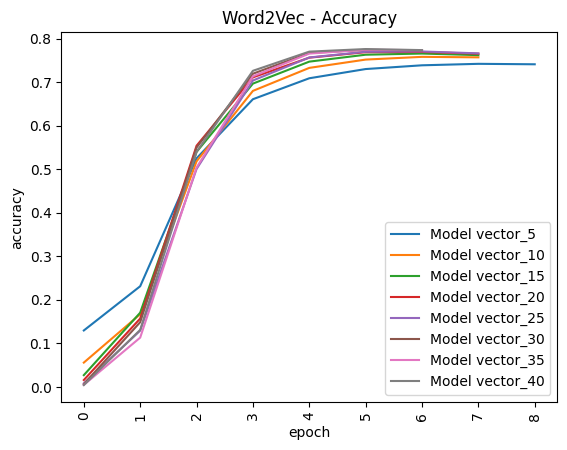 Word2Vec - Accuracy
accuracy
0.8
0.7
0.6
0.5
0.4
0.3
0.2
0.1
0.0
Model vector_5
Model vector_10
Model vector_15
Model vector_20
Model vector_25
Model vector_30
Model vector_35
Model vector_40
0 1 2 3 4 5 6 7 8
epoch